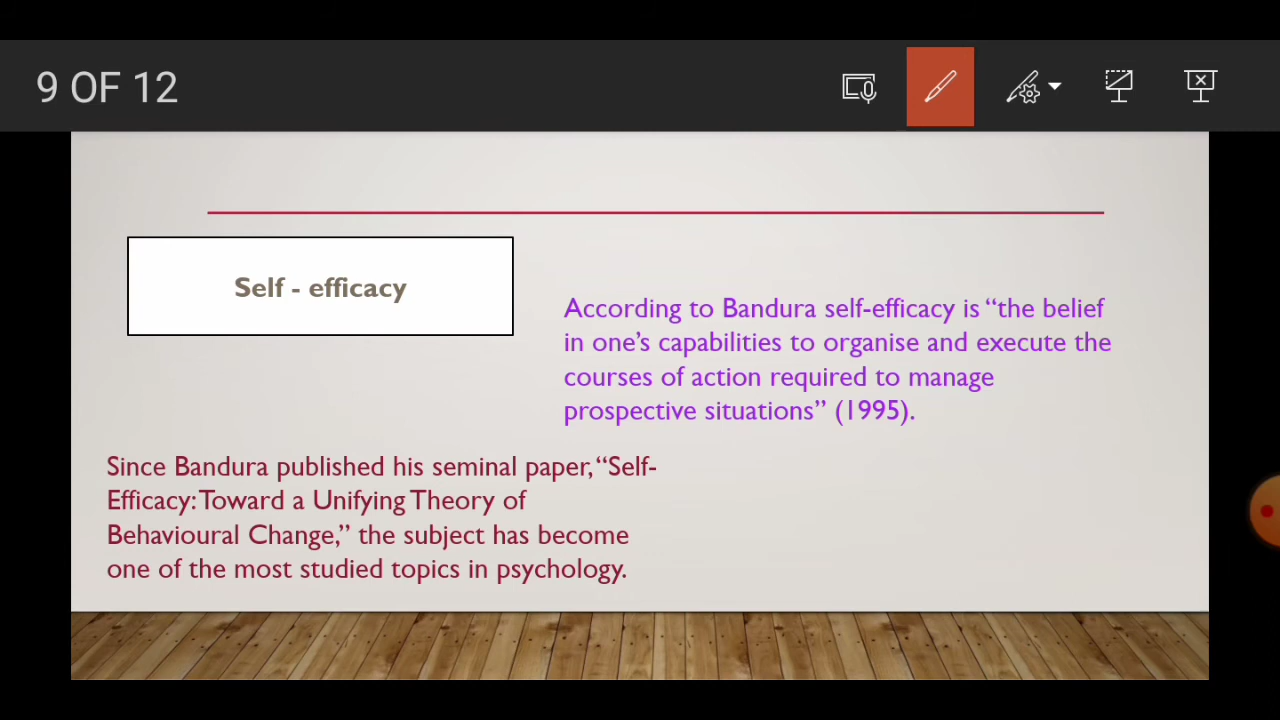 9 OF 12
Self - efficacy
According to Bandura self-efficacy is “the belief
in one’s capabilities to organise and execute the
courses of action required to manage
prospective situations” (1995).
Since Bandura published his seminal paper, “Self-
Efficacy: Toward a Unifying Theory of
Behavioural Change,” the subject has become
one of the most studied topics in psychology.